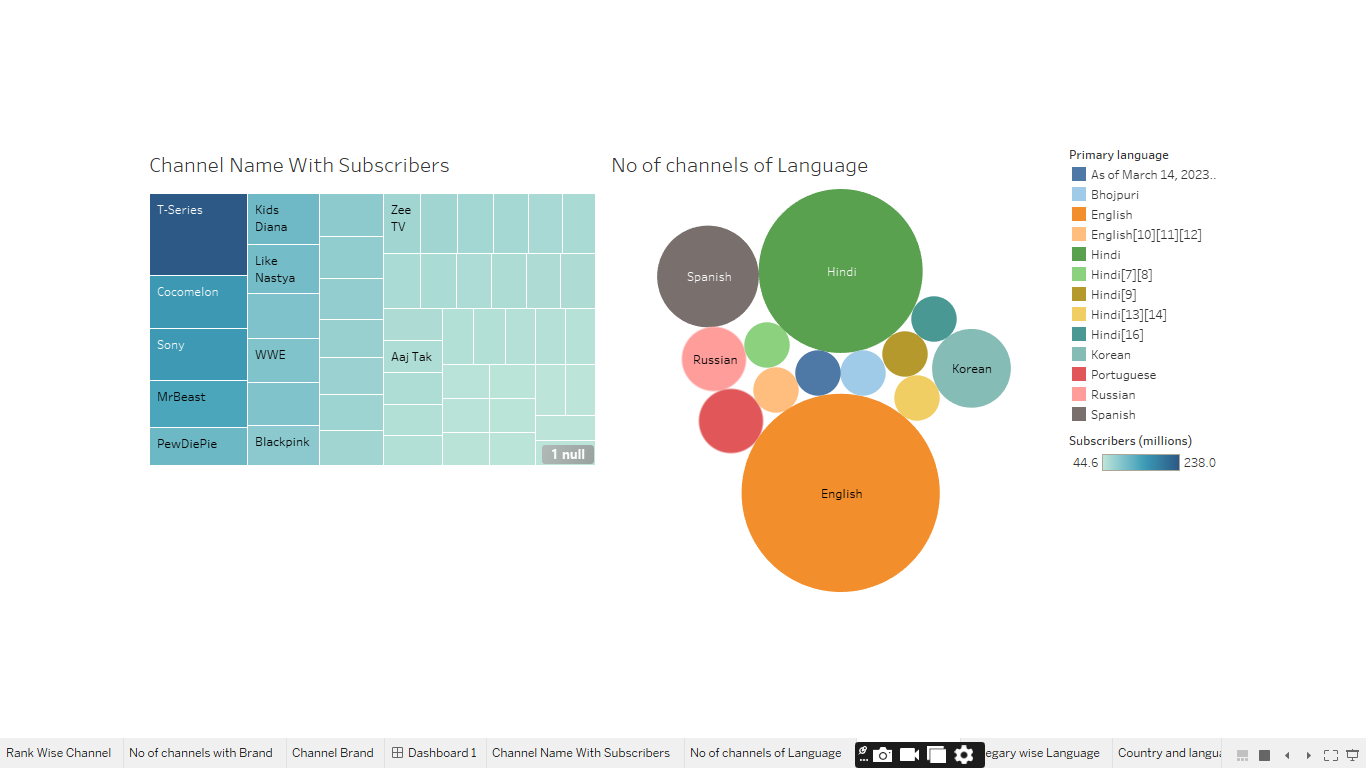 Channel Name With Subscribers
T-Series
Cocomelon
Sony
MrBeast
PewDiePie
Kids
Diana
Like
Nastya
WWE
Blackpink
Zee
TV
Aaj Tak
1 null
No of channels of Language
Spanish
Hindi
Russian
Korean
English
Primary language
As of March 14, 2023..
Bhojpuri
English
English[10][11][12]
Hindi
Hindi[7][8]
Hindi[9]
Hindi[13][14]
Hindi[16]
Korean
Portuguese
Russian
Spanish
Subscribers (millions)
44.6 238.0
Rank Wise Channel No of channels with Brand Channel Brand Dashboard 1 Channel Name With Subscribers No of channels of Language egary wise Language Country and langua